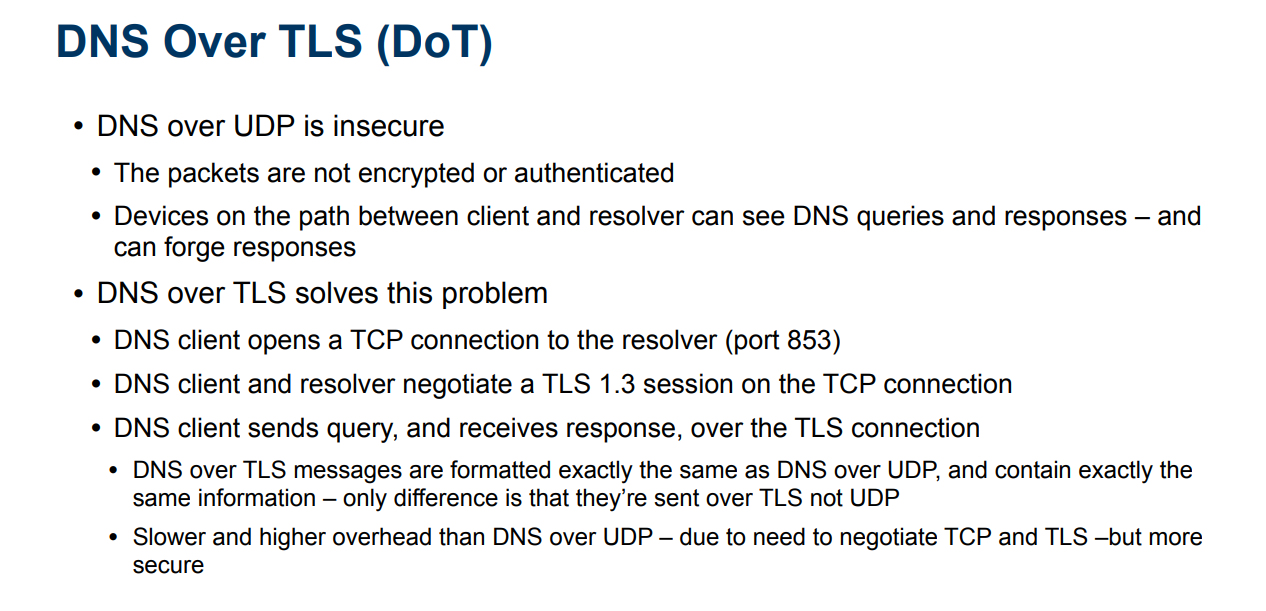 DNS Over TLS (DoT)
• DNS over UDP is insecure
• The packets are not encrypted or authenticated
• Devices on the path between client and resolver can see DNS queries and responses – and
can forge responses
• DNS over TLS solves this problem
• DNS client opens a TCP connection to the resolver (port 853)
• DNS client and resolver negotiate a TLS 1.3 session on the TCP connection
• DNS client sends query, and receives response, over the TLS connection
• DNS over TLS messages are formatted exactly the same as DNS over UDP, and contain exactly the
same information – only difference is that they’re sent over TLS not UDP
• Slower and higher overhead than DNS over UDP – due to need to negotiate TCP and TLS –but more
secure